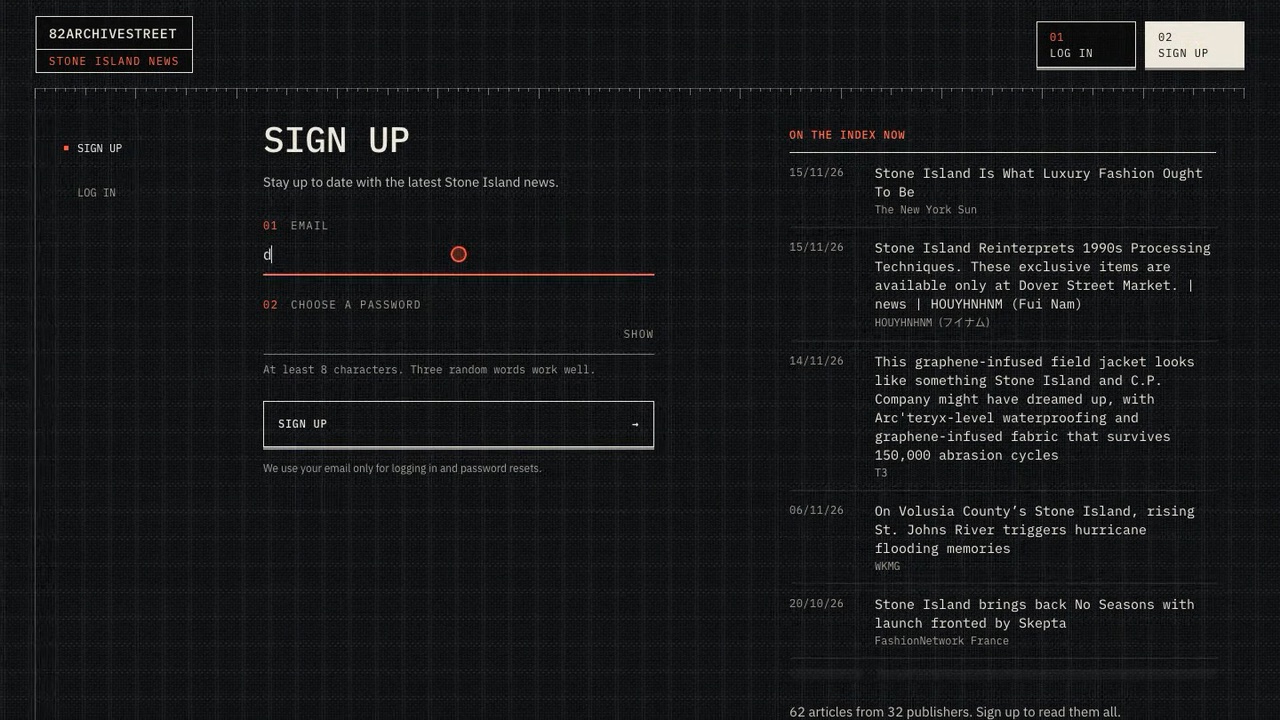 82ARCHIVESTREET
STONE ISLAND NEWS
01
LOG IN
02
SIGN UP
SIGN UP
LOG IN
SIGN UP
Stay up to date with the latest Stone Island news.
01 EMAIL
d
02 CHOOSE A PASSWORD
SHOW
At least 8 characters. Three random words work well.
SIGN UP →
We use your email only for logging in and password resets.
ON THE INDEX NOW
15/11/26
Stone Island Is What Luxury Fashion Ought
To Be
The New York Sun
15/11/26
Stone Island Reinterprets 1990s Processing
Techniques. These exclusive items are
available only at Dover Street Market. |
news | HOUYHNHNM (Fui Nam)
HOUYHNHNM (フイナム)
14/11/26
This graphene-infused field jacket looks
like something Stone Island and C.P.
Company might have dreamed up, with
Arc'teryx-level waterproofing and
graphene-infused fabric that survives
150,000 abrasion cycles
T3
06/11/26
On Volusia County’s Stone Island, rising
St. Johns River triggers hurricane
flooding memories
WKMG
20/10/26
Stone Island brings back No Seasons with
launch fronted by Skepta
FashionNetwork France
62 articles from 32 publishers. Sign up to read them all.